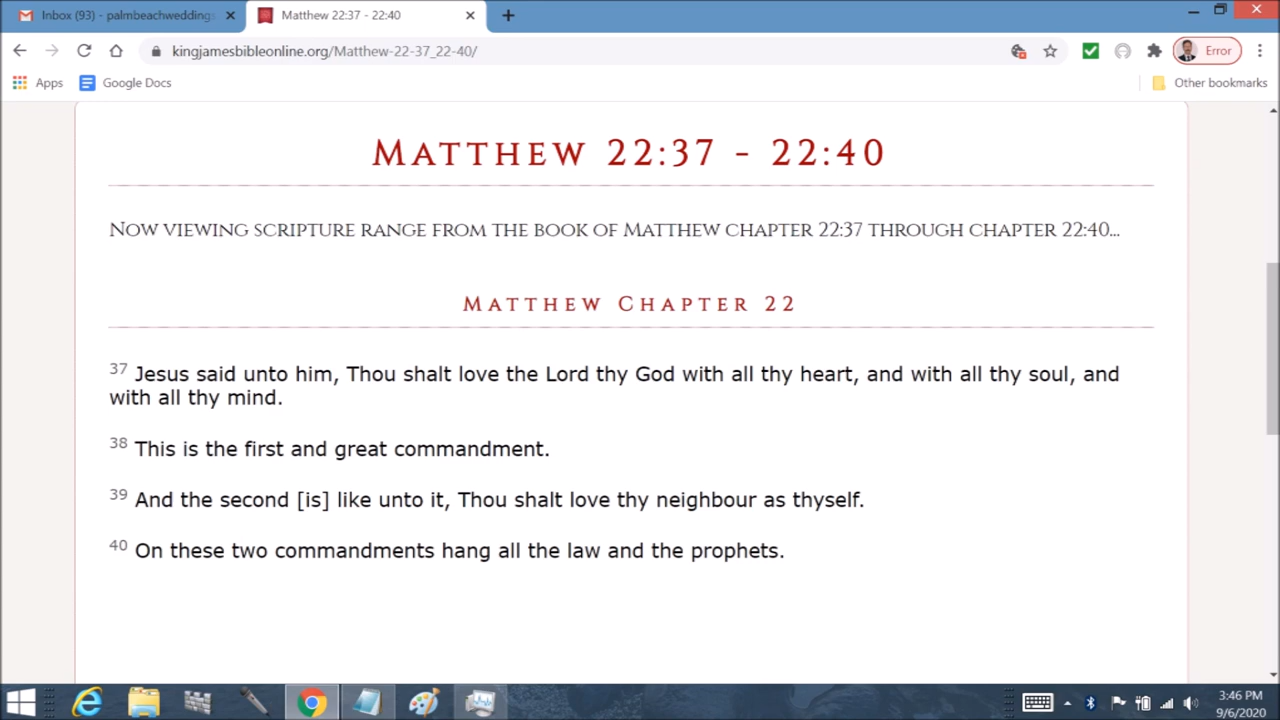 Inbox (93) - palmbeachwedding
Matthew 22:37 - 22:40
kingjamesbibleonline.org/Matthew-22-37_22-40/
Error
Apps
Google Docs
Other bookmarks
Matthew 22:37 - 22:40
Now viewing scripture range from the book of Matthew chapter 22:37 through chapter 22:40...
Matthew Chapter 22
37 Jesus said unto him, Thou shalt love the Lord thy God with all thy heart, and with all thy soul, and
with all thy mind.
38 This is the first and great commandment.
39 And the second [is] like unto it, Thou shalt love thy neighbour as thyself.
40 On these two commandments hang all the law and the prophets.
3:46 PM
9/6/2020